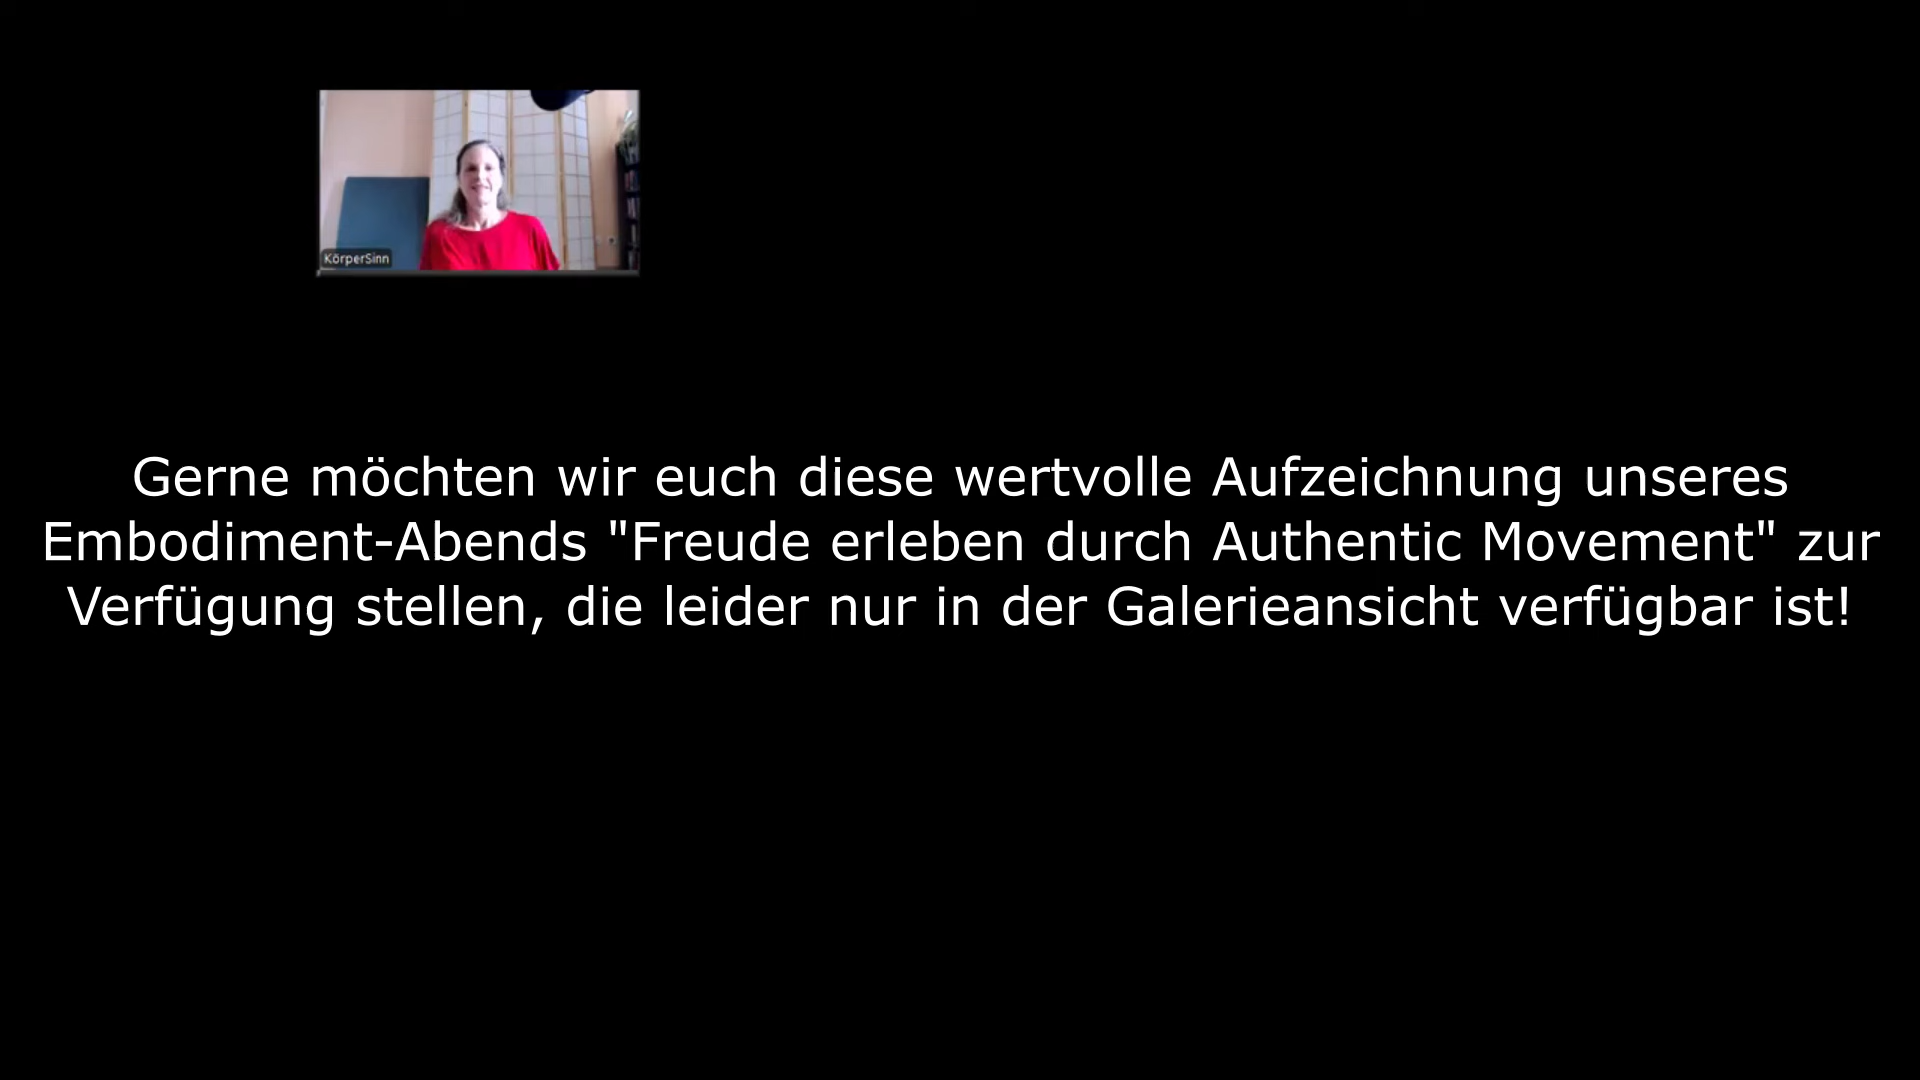 KörperSinn
Gerne möchten wir euch diese wertvolle Aufzeichnung unseres
Embodiment-Abends "Freude erleben durch Authentic Movement" zur
Verfügung stellen, die leider nur in der Galerieansicht verfügbar ist!